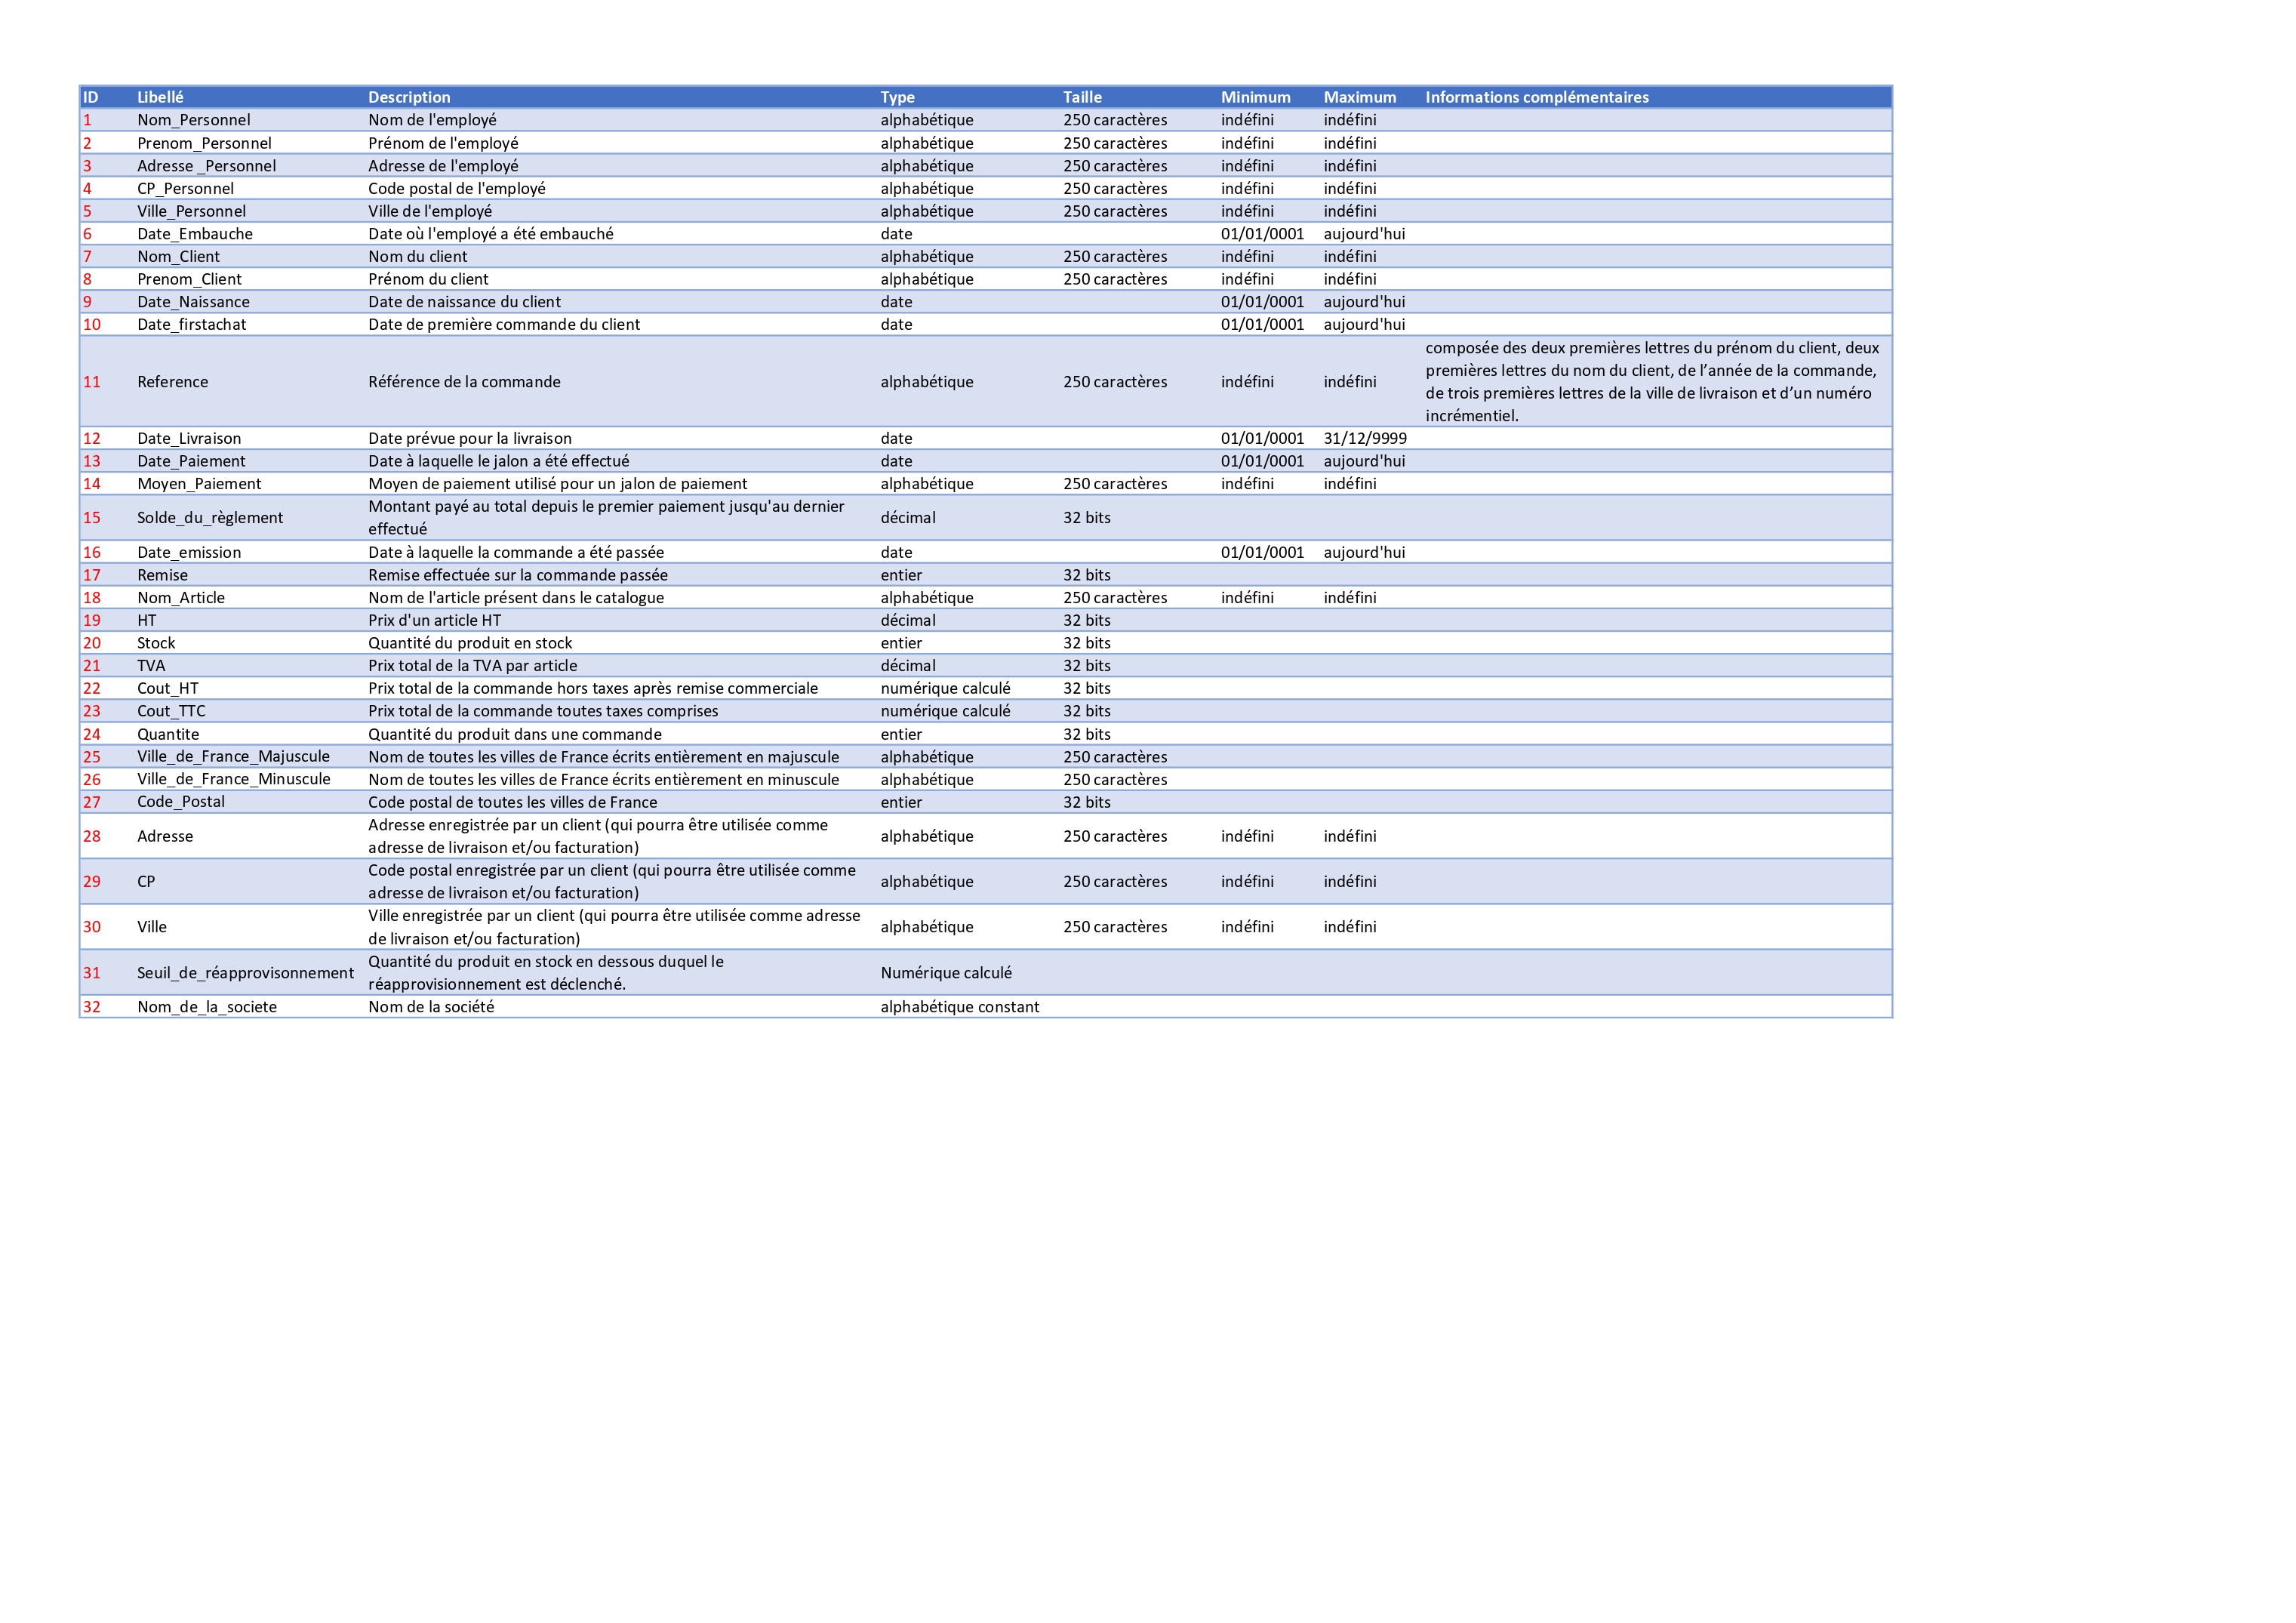 ID Libellé Description Type Taille Minimum Maximum Informations complémentaires
1 Nom_Personnel Nom de l'employé alphabétique 250 caractères indéfini indéfini
2 Prenom_Personnel Prénom de l'employé alphabétique 250 caractères indéfini indéfini
3 Adresse_Personnel Adresse de l'employé alphabétique 250 caractères indéfini indéfini
4 CP_Personnel Code postal de l'employé alphabétique 250 caractères indéfini indéfini
5 Ville_Personnel Ville de l'employé alphabétique 250 caractères indéfini indéfini
6 Date_Embauche Date où l'employé a été embauché date 01/01/0001 aujourd'hui
7 Nom_Client Nom du client alphabétique 250 caractères indéfini indéfini
8 Prenom_Client Prénom du client alphabétique 250 caractères indéfini indéfini
9 Date_Naissance Date de naissance du client date 01/01/0001 aujourd'hui
10 Date_firstachat Date de première commande du client date 01/01/0001 aujourd'hui
composée des deux premières lettres du prénom du client, deux
premières lettres du nom du client, de l’année de la commande,
11 Reference Référence de la commande alphabétique 250 caractères indéfini indéfini
de trois premières lettres de la ville de livraison et d’un numéro
incrémentiel.
12 Date_Livraison Date prévue pour la livraison date 01/01/0001 31/12/9999
13 Date_Paiement Date à laquelle le jalon a été effectué date 01/01/0001 aujourd'hui
14 Moyen_Paiement Moyen de paiement utilisé pour un jalon de paiement alphabétique 250 caractères indéfini indéfini
Montant payé au total depuis le premier paiement jusqu'au dernier
15 Solde_du_règlement décimal 32 bits
effectué
16 Date_emission Date à laquelle la commande a été passée date 01/01/0001 aujourd'hui
17 Remise Remise effectuée sur la commande passée entier 32 bits
18 Nom_Article Nom de l'article présent dans le catalogue alphabétique 250 caractères indéfini indéfini
19 HT Prix d'un article HT décimal 32 bits
20 Stock Quantité du produit en stock entier 32 bits
21 TVA Prix total de la TVA par article décimal 32 bits
22 Cout_HT Prix total de la commande hors taxes après remise commerciale numérique calculé 32 bits
23 Cout_TTC Prix total de la commande toutes taxes comprises numérique calculé 32 bits
24 Quantite Quantité du produit dans une commande entier 32 bits
25 Ville_de_France_Majuscule Nom de toutes les villes de France écrits entièrement en majuscule alphabétique 250 caractères
26 Ville_de_France_Minuscule Nom de toutes les villes de France écrits entièrement en minuscule alphabétique 250 caractères
27 Code_Postal Code postal de toutes les villes de France entier 32 bits
Adresse enregistrée par un client (qui pourra être utilisée comme
28 Adresse alphabétique 250 caractères indéfini indéfini
adresse de livraison et/ou facturation)
Code postal enregistrée par un client (qui pourra être utilisée comme
29 CP alphabétique 250 caractères indéfini indéfini
adresse de livraison et/ou facturation)
Ville enregistrée par un client (qui pourra être utilisée comme adresse
30 Ville alphabétique 250 caractères indéfini indéfini
de livraison et/ou facturation)
Quantité du produit en stock en dessous duquel le
31 Seuil_de_réapprovisonnement Numérique calculé
réapprovisionnement est déclenché.
32 Nom_de_la_societe Nom de la société alphabétique constant